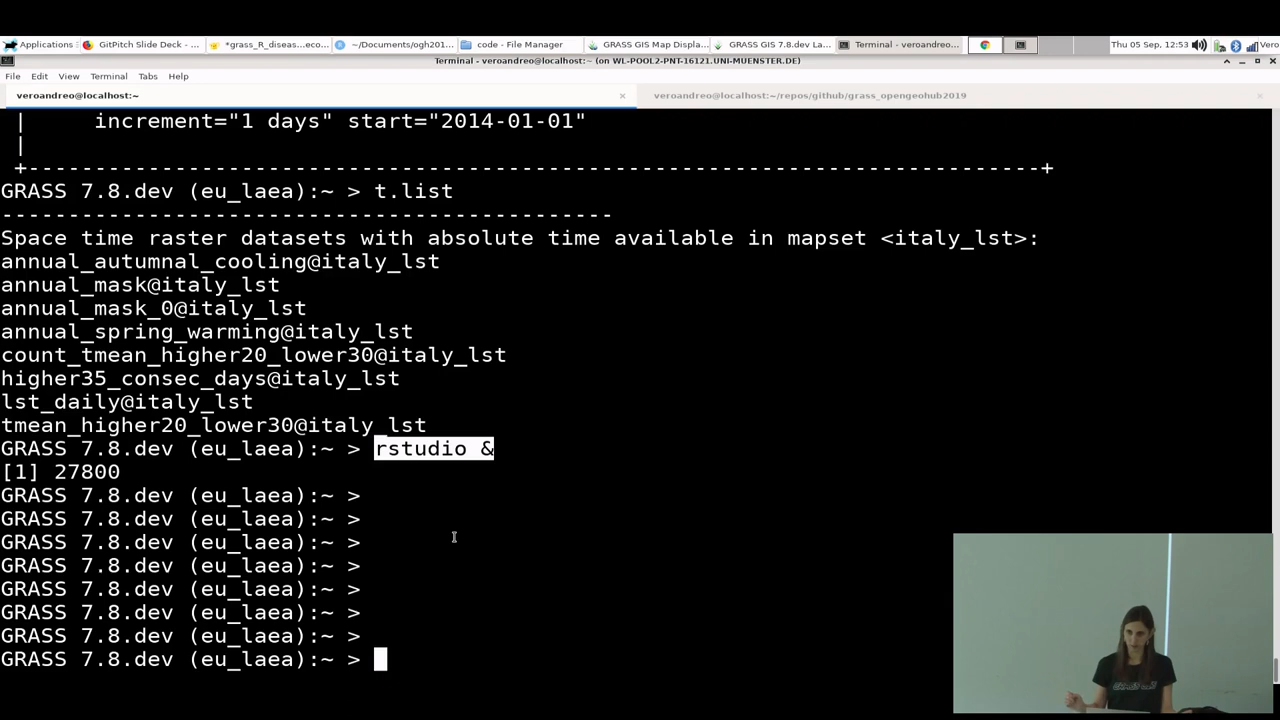 Applications
GitPitch Slide Deck - ...
*grass_R_diseas...eco...
~/Documents/ogh201...
code - File Manager
GRASS GIS Map Displa...
GRASS GIS 7.8.dev La...
Terminal - veroandreo...
Thu 05 Sep, 12:53
Vero
Terminal - veroandreo@localhost:~ (on WL-POOL2-PNT-16121.UNI-MUENSTER.DE)
File Edit View Terminal Tabs Help
veroandreo@localhost:~
veroandreo@localhost:~/repos/github/grass_opengeohub2019
| increment="1 days" start="2014-01-01"
|
+-----------------------------------------------------------------------------+
GRASS 7.8.dev (eu_laea):~ > t.list
----------------------------------------------
Space time raster datasets with absolute time available in mapset <italy_lst>:
annual_autumnal_cooling@italy_lst
annual_mask@italy_lst
annual_mask_0@italy_lst
annual_spring_warming@italy_lst
count_tmean_higher20_lower30@italy_lst
higher35_consec_days@italy_lst
lst_daily@italy_lst
tmean_higher20_lower30@italy_lst
GRASS 7.8.dev (eu_laea):~ > rstudio &
[1] 27800
GRASS 7.8.dev (eu_laea):~ >
GRASS 7.8.dev (eu_laea):~ >
GRASS 7.8.dev (eu_laea):~ >
GRASS 7.8.dev (eu_laea):~ >
GRASS 7.8.dev (eu_laea):~ >
GRASS 7.8.dev (eu_laea):~ >
GRASS 7.8.dev (eu_laea):~ >
GRASS 7.8.dev (eu_laea):~ >